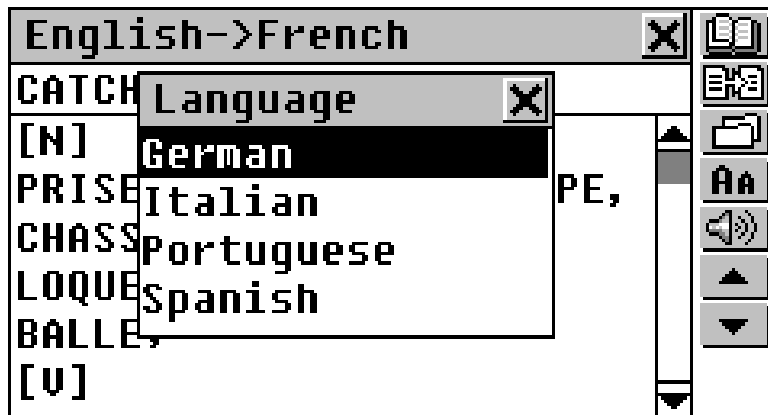 English->French
CATCH
Language
[N]
German
PRISE PE,
Italian
CHASS
Portuguese
LOQUE
Spanish
BALLE,
[V]
AA